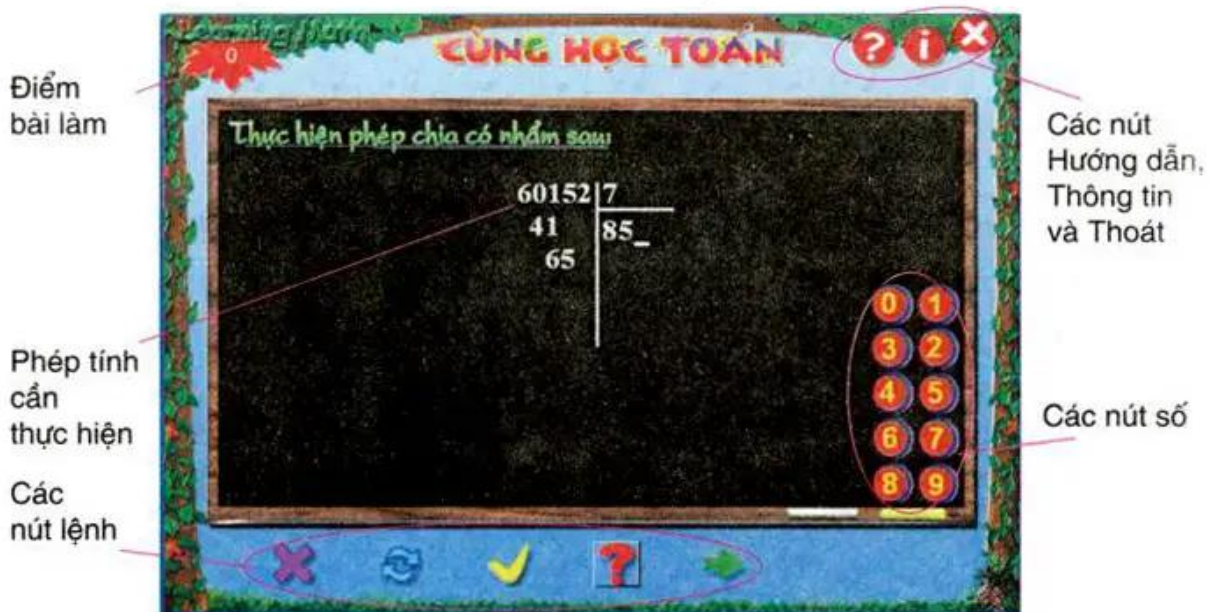 Learning Math
0
CÙNG HỌC TOÁN
? i X
Điểm
bài làm
Các nút
Hướng dẫn,
Thông tin
và Thoát
Thực hiện phép chia có nhẩm sau:
60152 7
41 85_
65
Phép tính
cần
thực hiện
0 1
3 2
4 5
6 7
8 9
Các nút số
Các
nút lệnh
?